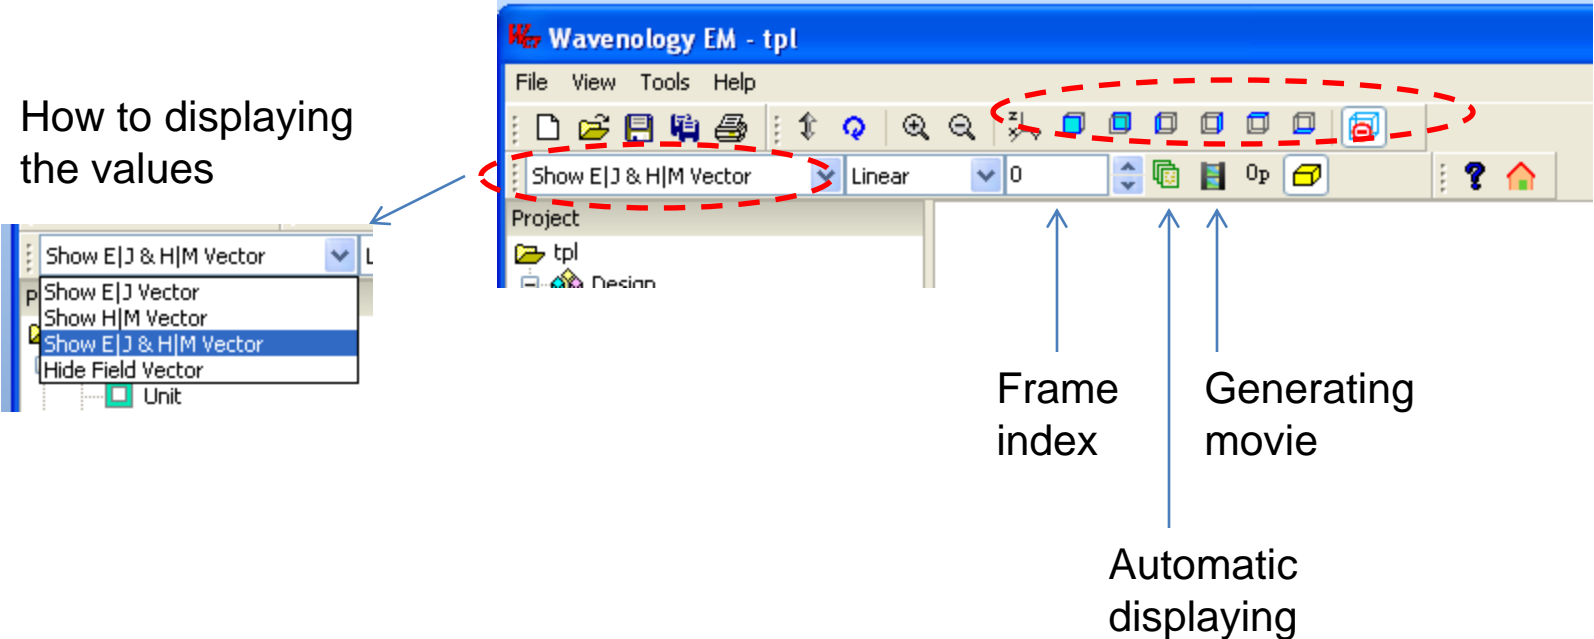 Wavenology EM - tpl
File View Tools Help
How to displaying
the values
Show E|J & H|M Vector
Linear
0
Op
?
Project
tpl
Design
Show E|J & H|M Vector
Show E|J Vector
Show H|M Vector
Show E|J & H|M Vector
Hide Field Vector
Unit
Frame
index
Generating
movie
Automatic
displaying